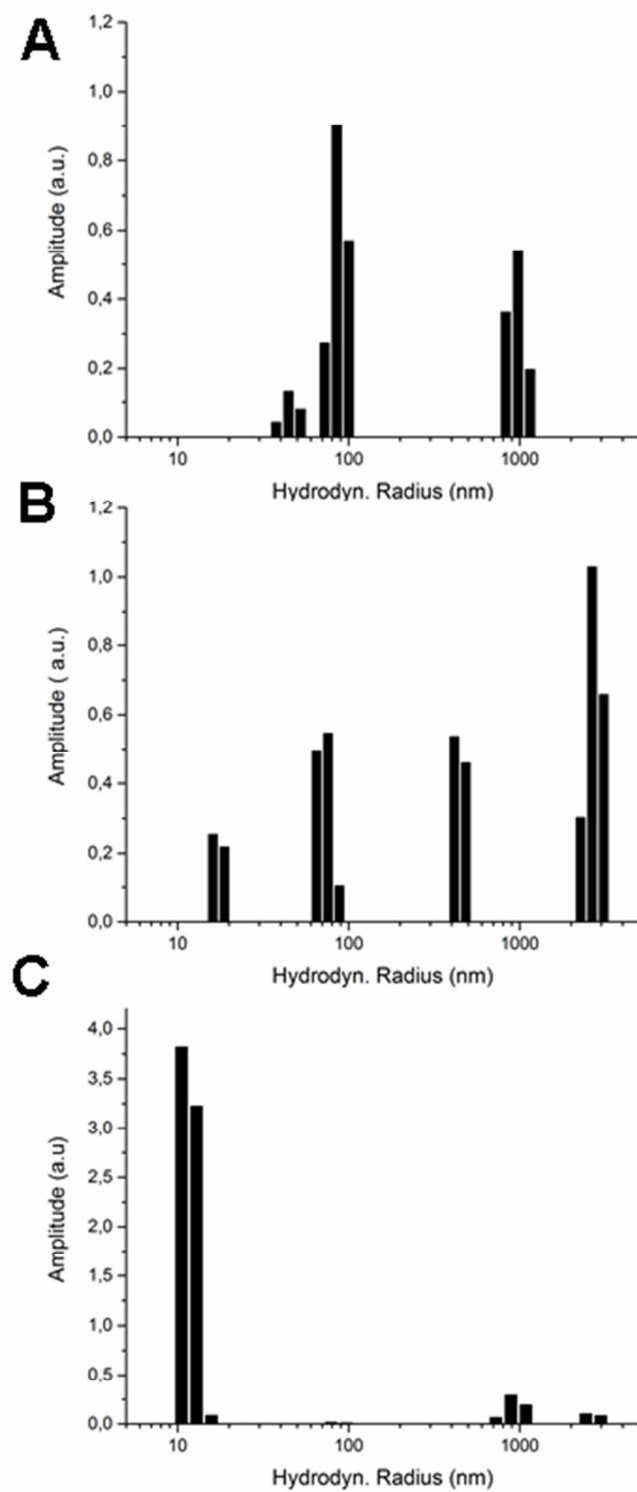 A
1,2
1,0
0,8
0,6
0,4
0,2
0,0
Amplitude (a.u.)
10 100 1000
Hydrodyn. Radius (nm)
B
1,2
1,0
0,8
0,6
0,4
0,2
0,0
Amplitude ( a.u.)
10 100 1000
Hydrodyn. Radius (nm)
C
4,0
3,5
3,0
2,5
2,0
1,5
1,0
0,5
0,0
Amplitude (a.u)
10 100 1000
Hydrodyn. Radius (nm)